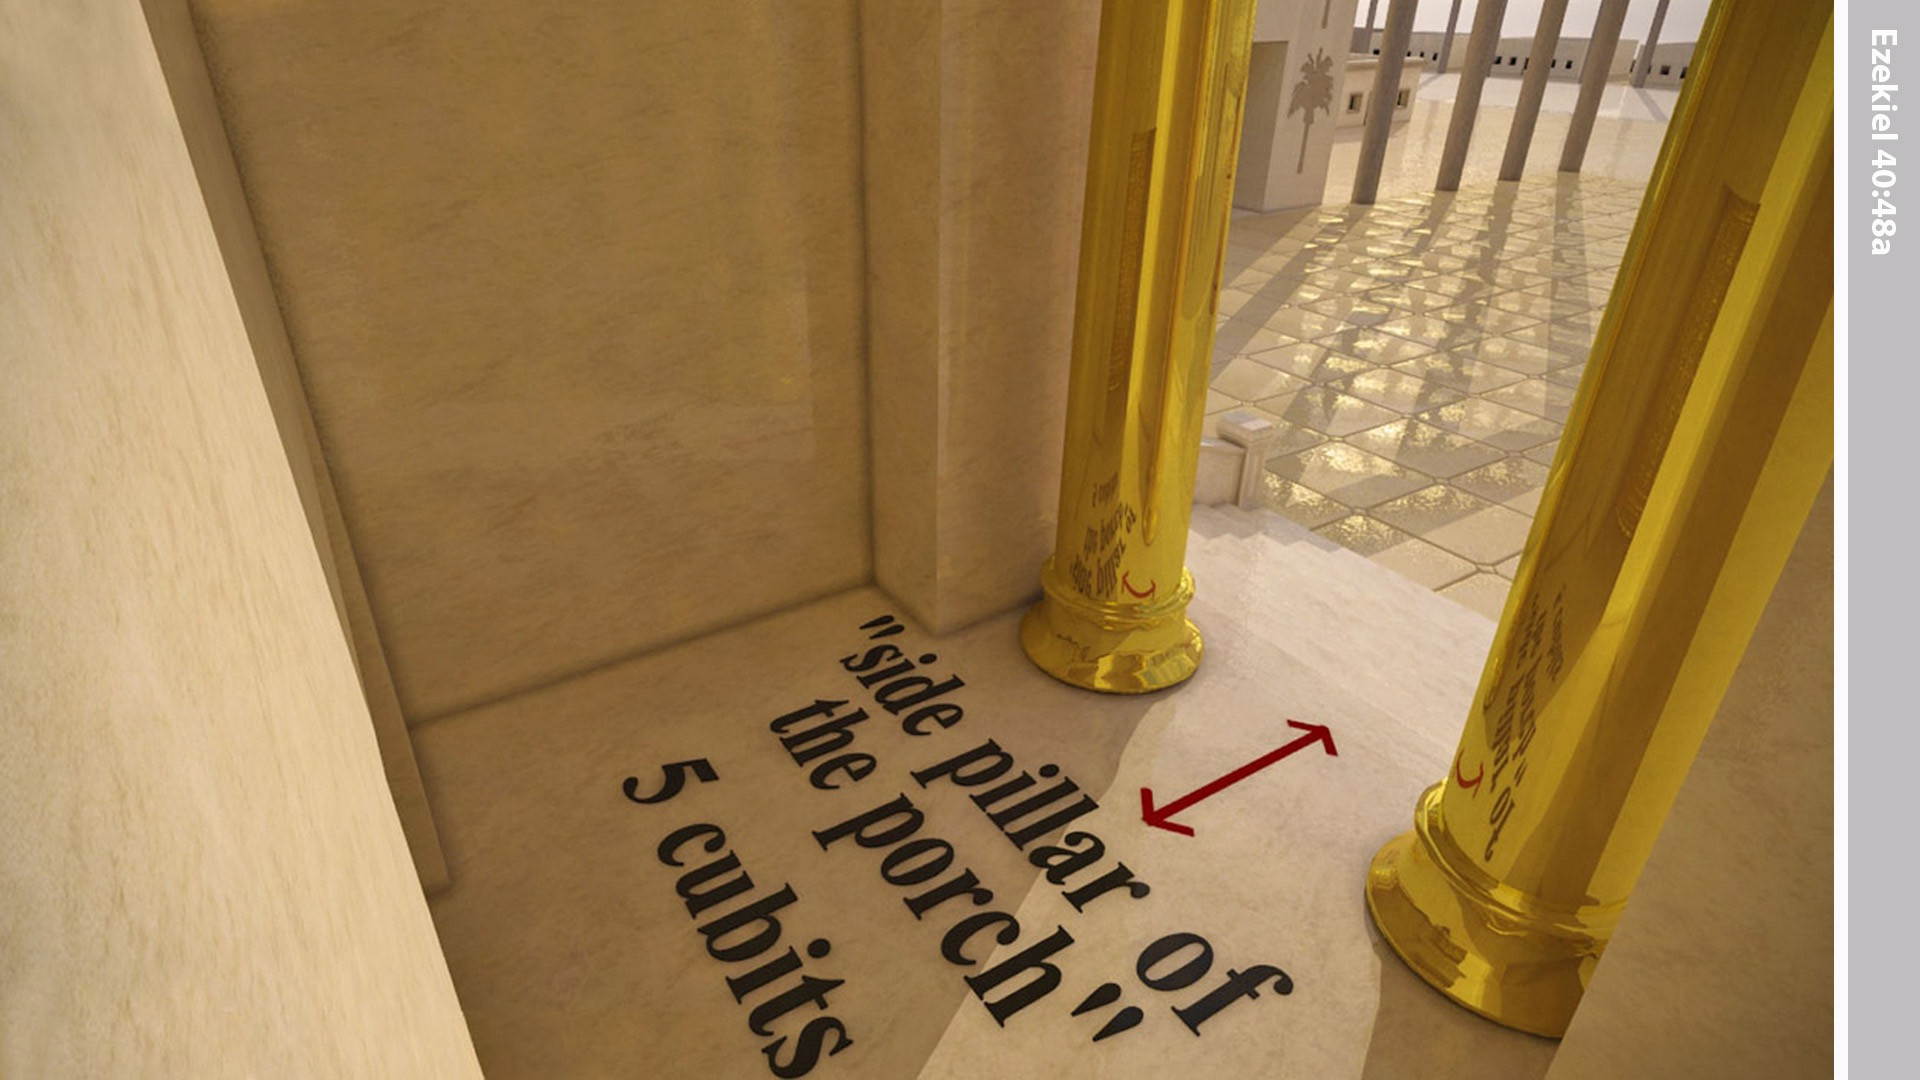 "side pillar of
the porch"
5 cubits
Ezekiel 40:48a